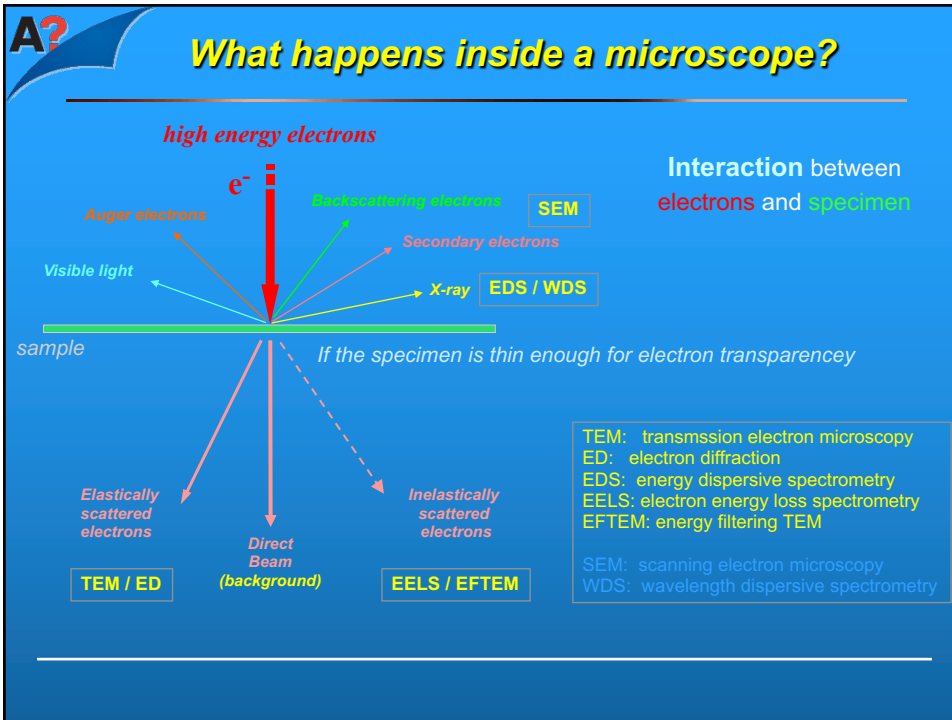 A?
What happens inside a microscope?
high energy electrons
e-
Interaction between
electrons and specimen
Auger electrons
Backscattering electrons
SEM
Secondary electrons
Visible light
X-ray
EDS / WDS
sample
If the specimen is thin enough for electron transparencey
Elastically
scattered
electrons
TEM / ED
Direct
Beam
(background)
Inelastically
scattered
electrons
EELS / EFTEM
TEM: transmssion electron microscopy
ED: electron diffraction
EDS: energy dispersive spectrometry
EELS: electron energy loss spectrometry
EFTEM: energy filtering TEM
SEM: scanning electron microscopy
WDS: wavelength dispersive spectrometry